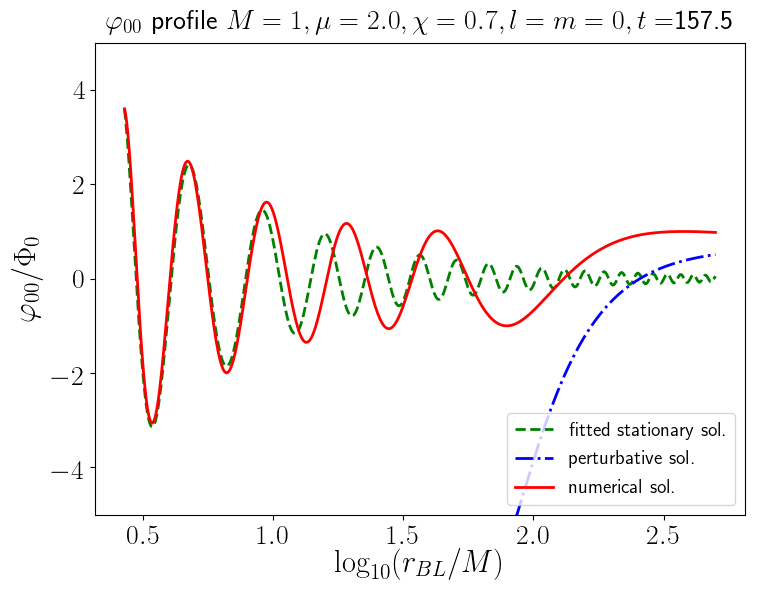 φ₀₀ profile M = 1, μ = 2.0, χ = 0.7, l = m = 0, t =157.5
φ₀₀/Φ₀
4
2
0
−2
−4
fitted stationary sol.
perturbative sol.
numerical sol.
0.5 1.0 1.5 2.0 2.5
log₁₀(r_BL/M)